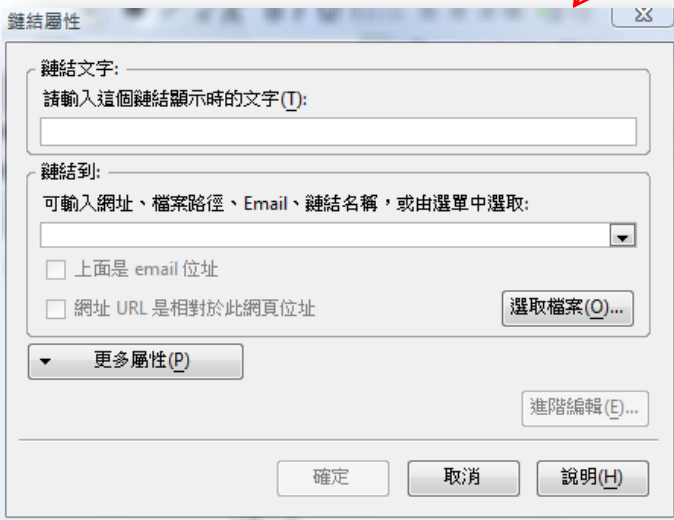 鏈結屬性
鏈結文字:
請輸入這個鏈結顯示時的文字(T):
鏈結到:
可輸入網址、檔案路徑、Email、鏈結名稱，或由選單中選取:
上面是 email 位址
網址 URL 是相對於此網頁位址
選取檔案(O)...
更多屬性(P)
進階編輯(E)...
確定
取消
說明(H)